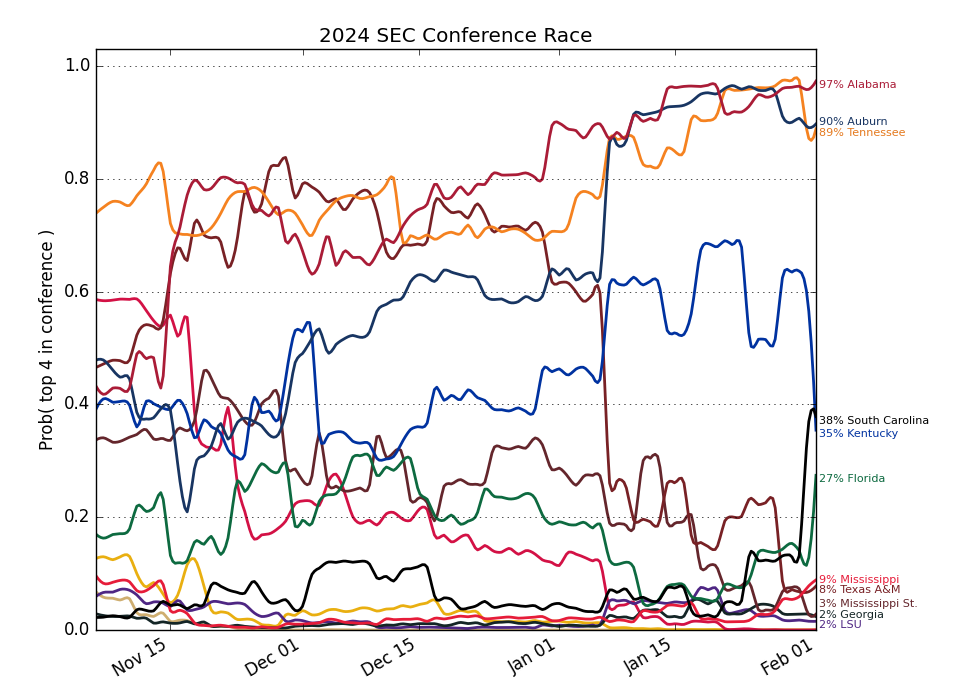 2024 SEC Conference Race
1.0
0.8
0.6
0.4
0.2
0.0
Prob( top 4 in conference )
Nov 15
Dec 01
Dec 15
Jan 01
Jan 15
Feb 01
97% Alabama
90% Auburn
89% Tennessee
38% South Carolina
35% Kentucky
27% Florida
9% Mississippi
8% Texas A&M
3% Mississippi St.
2% Georgia
2% LSU